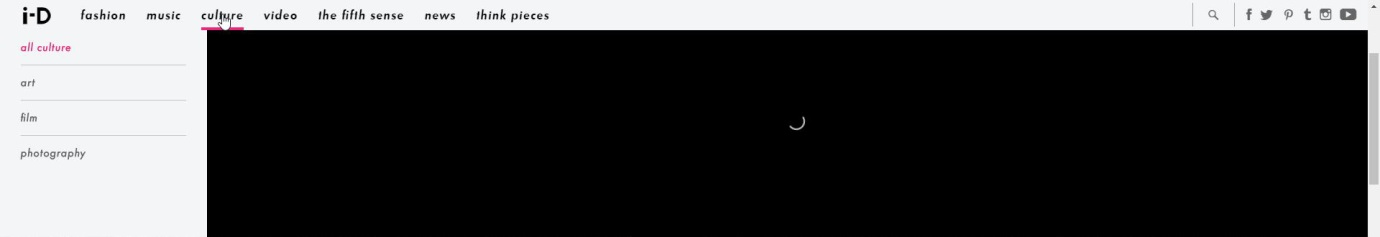 i-D fashion music culture video the fifth sense news think pieces
all culture
art
film
photography